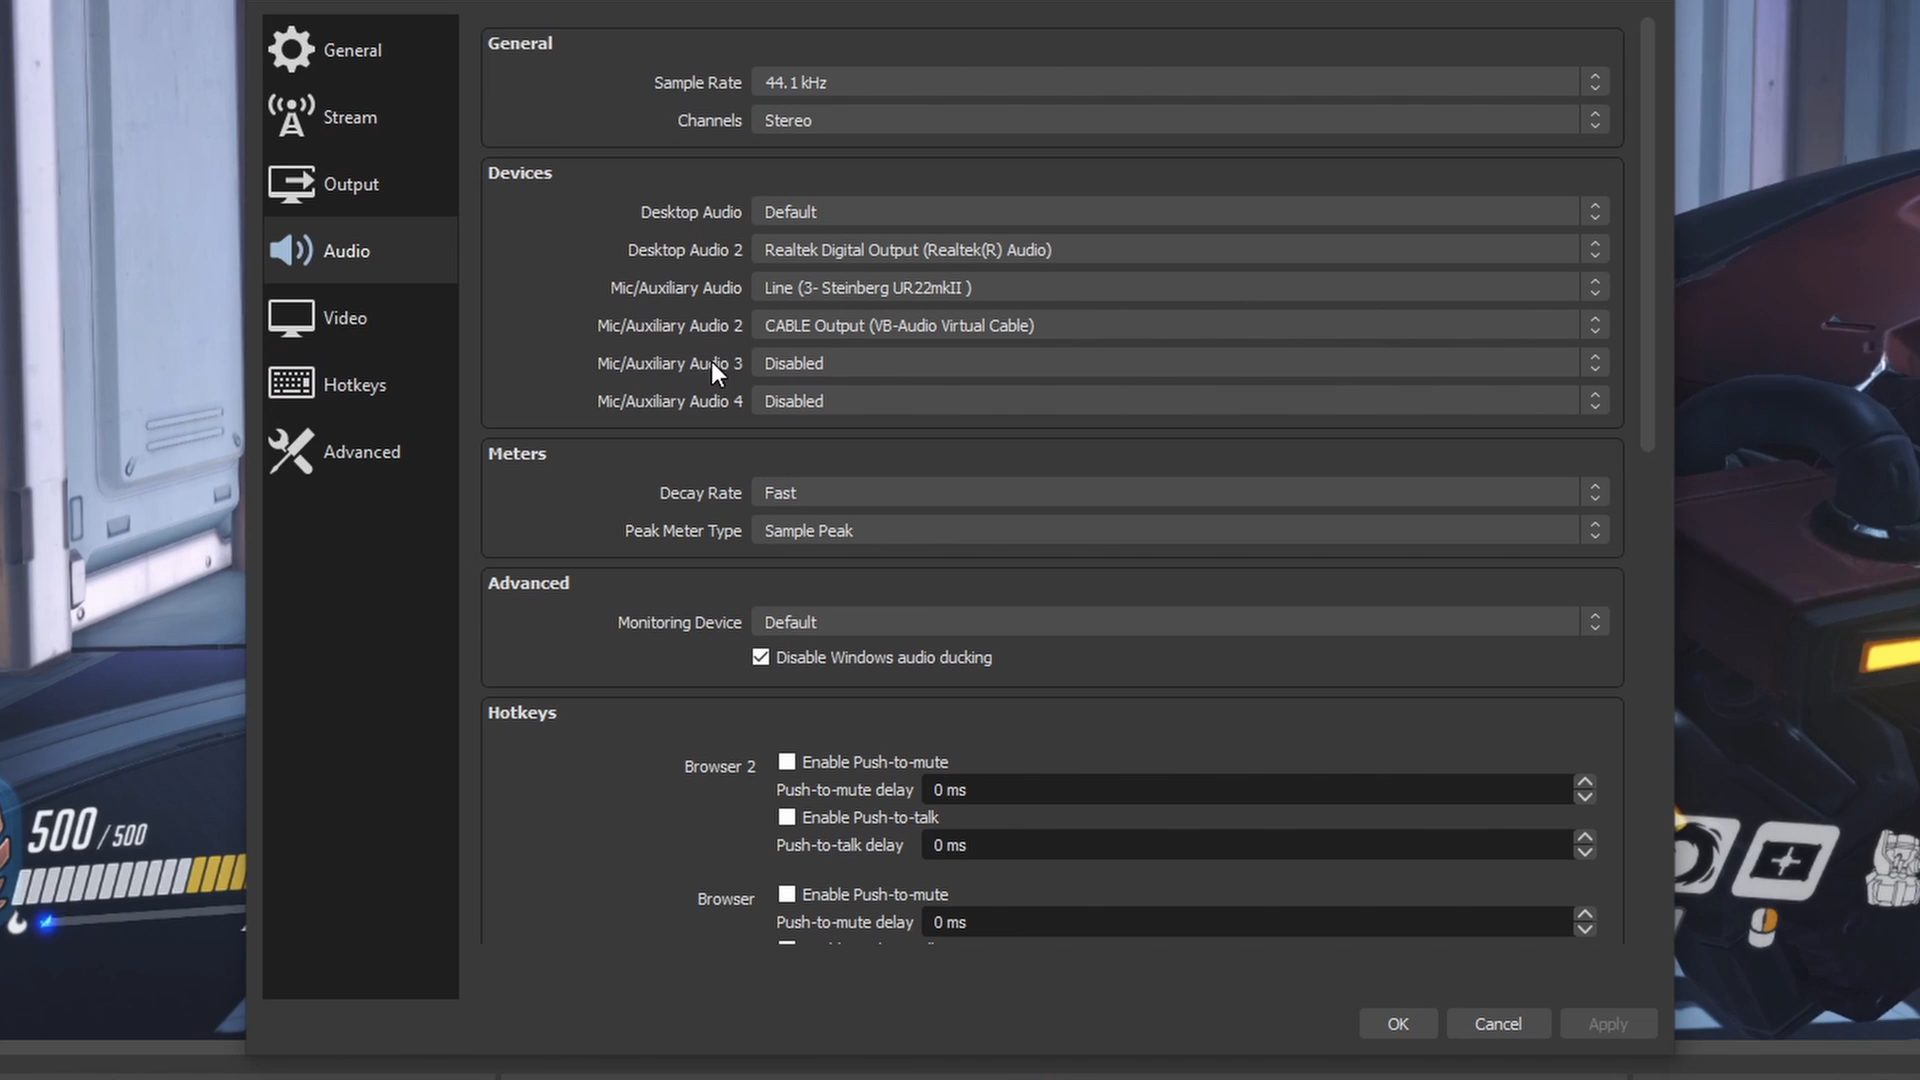 General
Stream
Output
Audio
Video
Hotkeys
Advanced
General
Sample Rate 44.1 kHz
Channels Stereo
Devices
Desktop Audio Default
Desktop Audio 2 Realtek Digital Output (Realtek(R) Audio)
Mic/Auxiliary Audio Line (3- Steinberg UR22mkII )
Mic/Auxiliary Audio 2 CABLE Output (VB-Audio Virtual Cable)
Mic/Auxiliary Audio 3 Disabled
Mic/Auxiliary Audio 4 Disabled
Meters
Decay Rate Fast
Peak Meter Type Sample Peak
Advanced
Monitoring Device Default
Disable Windows audio ducking
Hotkeys
Browser 2 Enable Push-to-mute
Push-to-mute delay 0 ms
Enable Push-to-talk
Push-to-talk delay 0 ms
Browser Enable Push-to-mute
Push-to-mute delay 0 ms
OK Cancel Apply
500 / 500